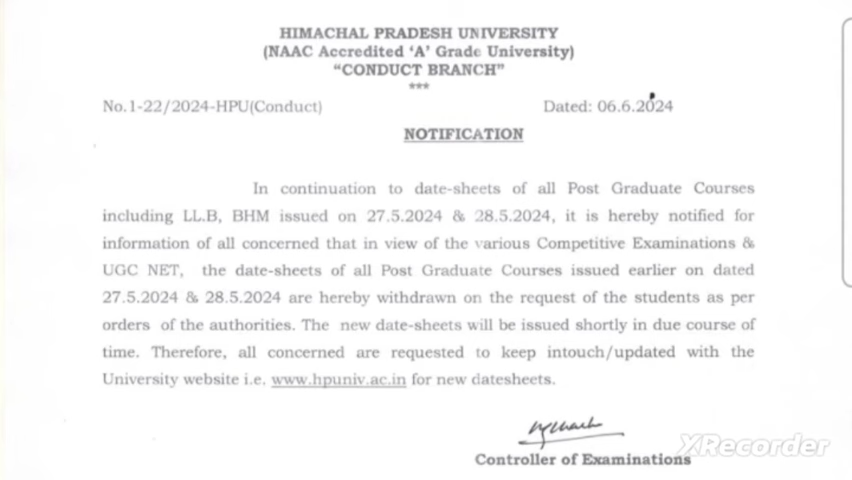 HIMACHAL PRADESH UNIVERSITY
(NAAC Accredited ‘A’ Grade University)
“CONDUCT BRANCH”
***
No.1-22/2024-HPU(Conduct) Dated: 06.6.2024
NOTIFICATION
In continuation to date-sheets of all Post Graduate Courses
including LL.B, BHM issued on 27.5.2024 & 28.5.2024, it is hereby notified for
information of all concerned that in view of the various Competitive Examinations &
UGC NET, the date-sheets of all Post Graduate Courses issued earlier on dated
27.5.2024 & 28.5.2024 are hereby withdrawn on the request of the students as per
orders of the authorities. The new date-sheets will be issued shortly in due course of
time. Therefore, all concerned are requested to keep intouch/updated with the
University website i.e. www.hpuniv.ac.in for new datesheets.
Controller of Examinations
XRecorder